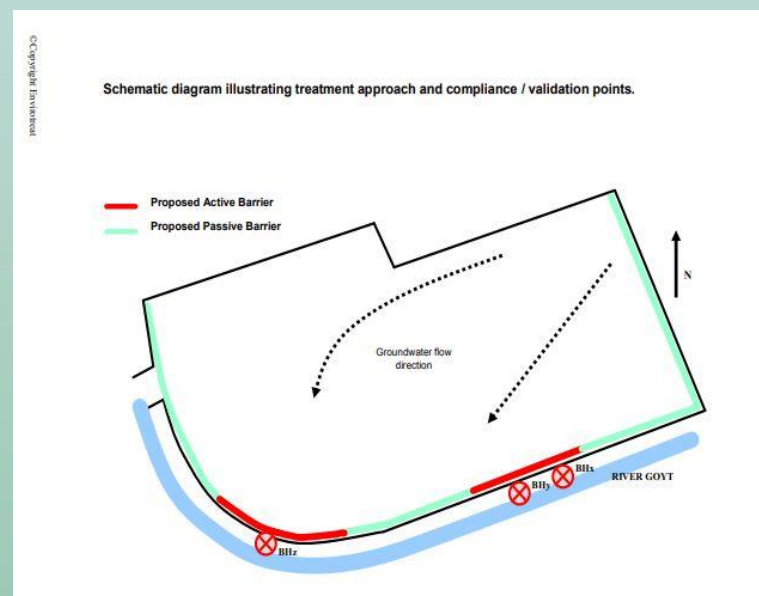 ©Copyright Envirotreat
Schematic diagram illustrating treatment approach and compliance / validation points.
Proposed Active Barrier
Proposed Passive Barrier
N
Groundwater flow
direction
BHx
RIVER GOYT
BHy
BHz